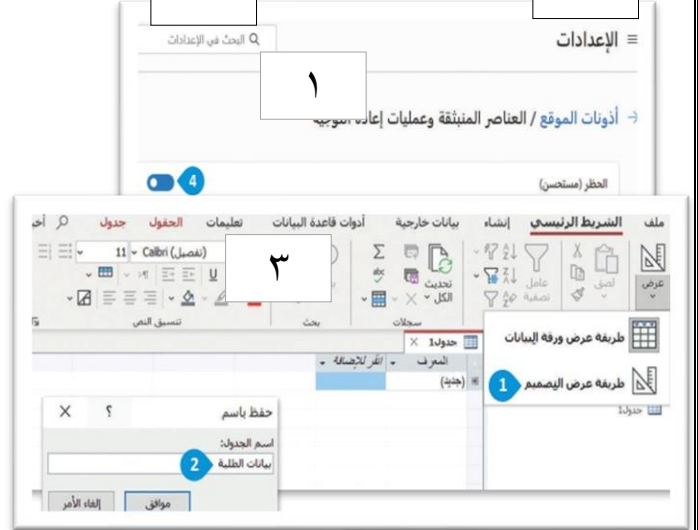 ≡ الإعدادات
البحث في الإعدادات
١
أذونات الموقع / العناصر المنبثقة وعمليات إعادة التوجيه
الحظر (مستحسن)
4
ملف الشريط الرئيسي إنشاء بيانات خارجية أدوات قاعدة البيانات تعليمات الحقول جدول
عرض
لصق
عامل تصفية
تحديث الكل
Calibri (تفصيل) 11
٣
سجلات
بحث
تنسيق النص
طريقة عرض ورقة البيانات
طريقة عرض التصميم 1
جدول1
جدول1 ×
المعرف انقر للإضافة
(جديد)
حفظ باسم ؟ ×
اسم الجدول:
بيانات الطلبة 2
موافق إلغاء الأمر